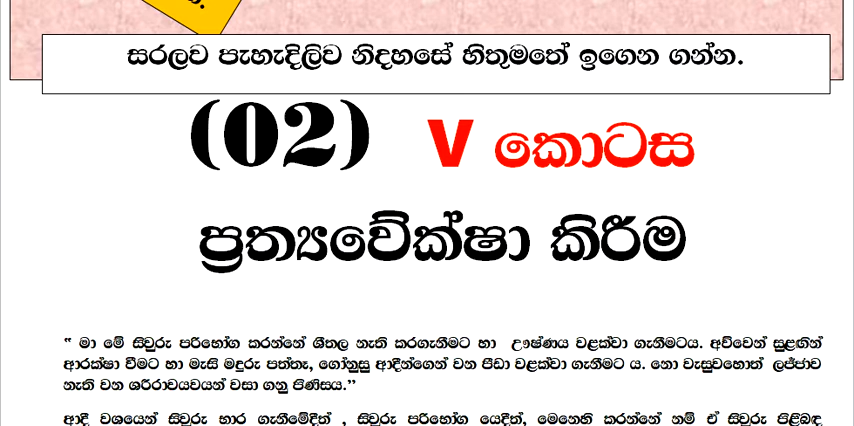 සරලව පැහැදිලිව නිදහසේ හිතුමතේ ඉගෙන ගන්න.
(02) V කොටස
ප්‍රත්‍යවේක්ෂා කිරීම
“ මා මේ සිවුරු පරිභෝග කරන්නේ ශීතල නැති කරගැනීමට හා ඌෂ්ණය වළක්වා ගැනීමටය. අව්වෙන් සුළඟින්
ආරක්ෂා වීමට හා මැසි මදුරු පත්තෑ, ගෝනුසු ආදීන්ගෙන් වන පීඩා වළක්වා ගැනීමට ය. නො වැසුවහොත් ලජ්ජාව
නැති වන ශරීරාවයවයන් වසා ගනු පිණිසය.”
ආදී වශයෙන් සිවුරු භාර ගැනීමේදීත් , සිවුරු පරිභෝග යෙදීත්, මෙනෙහි කරන්නේ නම් ඒ සිවුරු පිළිබඳ